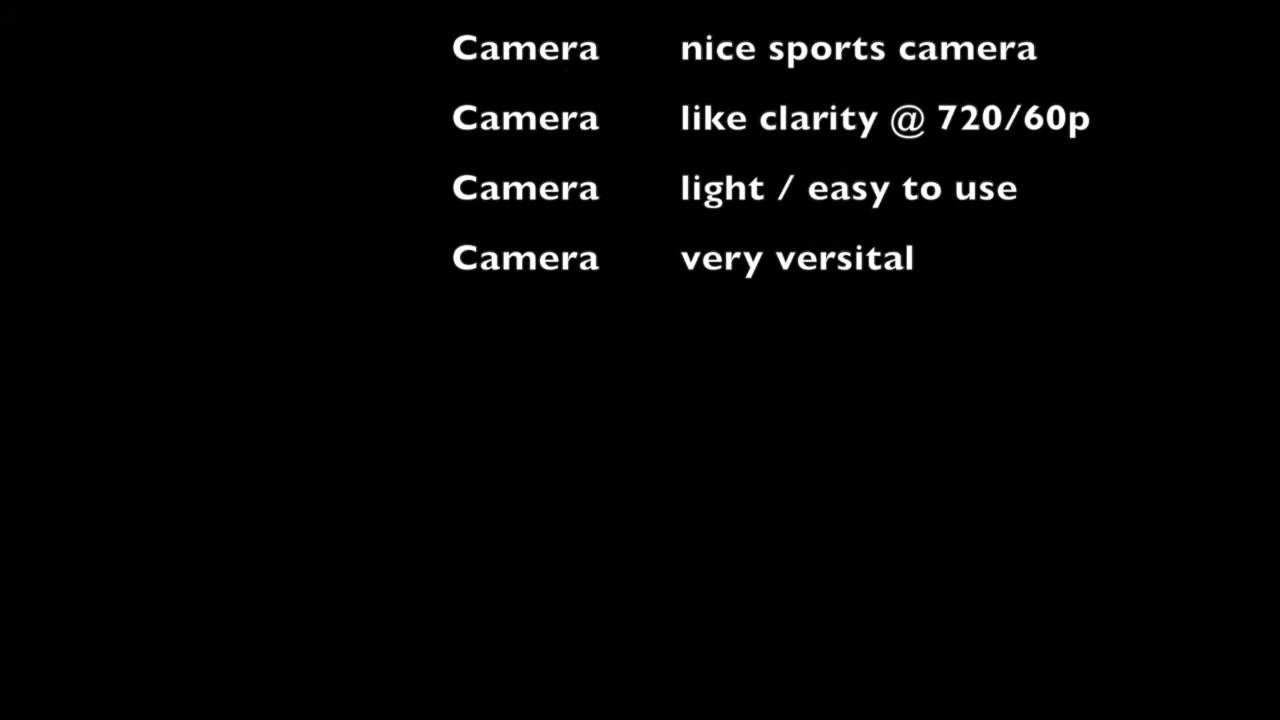 Camera nice sports camera
Camera like clarity @ 720/60p
Camera light / easy to use
Camera very versital